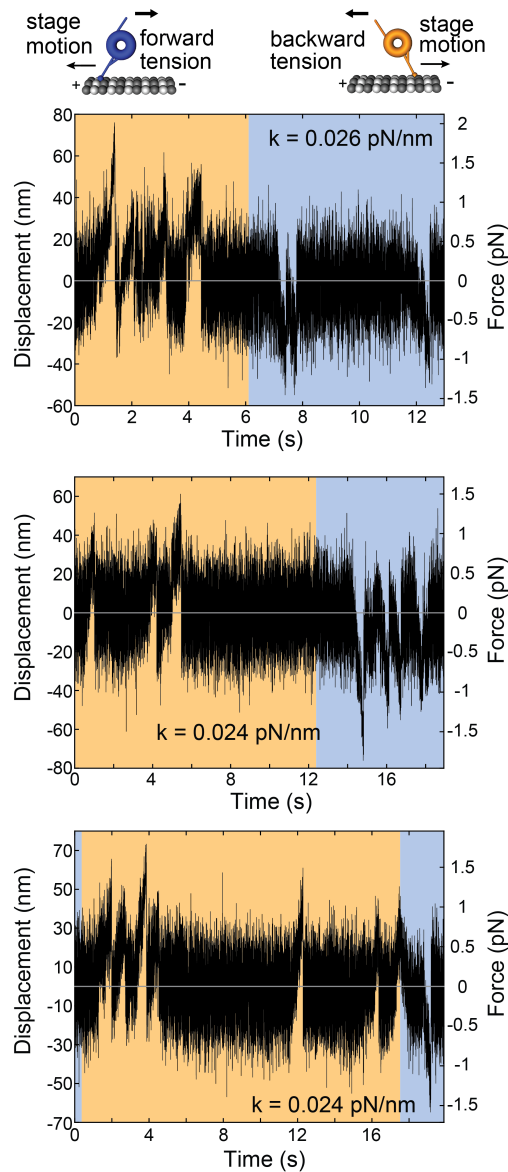 stage motion
forward tension
backward tension
stage motion
+ −
+ −
80
60
40
20
0
-20
-40
-60
Displacement (nm)
k = 0.026 pN/nm
2
1.5
1
0.5
0
-0.5
-1
-1.5
Force (pN)
0 2 4 6 8 10 12
Time (s)
60
40
20
0
-20
-40
-60
-80
Displacement (nm)
k = 0.024 pN/nm
1.5
1
0.5
0
-0.5
-1
-1.5
Force (pN)
0 4 8 12 16
Time (s)
70
50
30
10
-10
-30
-50
-70
Displacement (nm)
k = 0.024 pN/nm
1.5
1
0.5
0
-0.5
-1
-1.5
Force (pN)
0 4 8 12 16
Time (s)